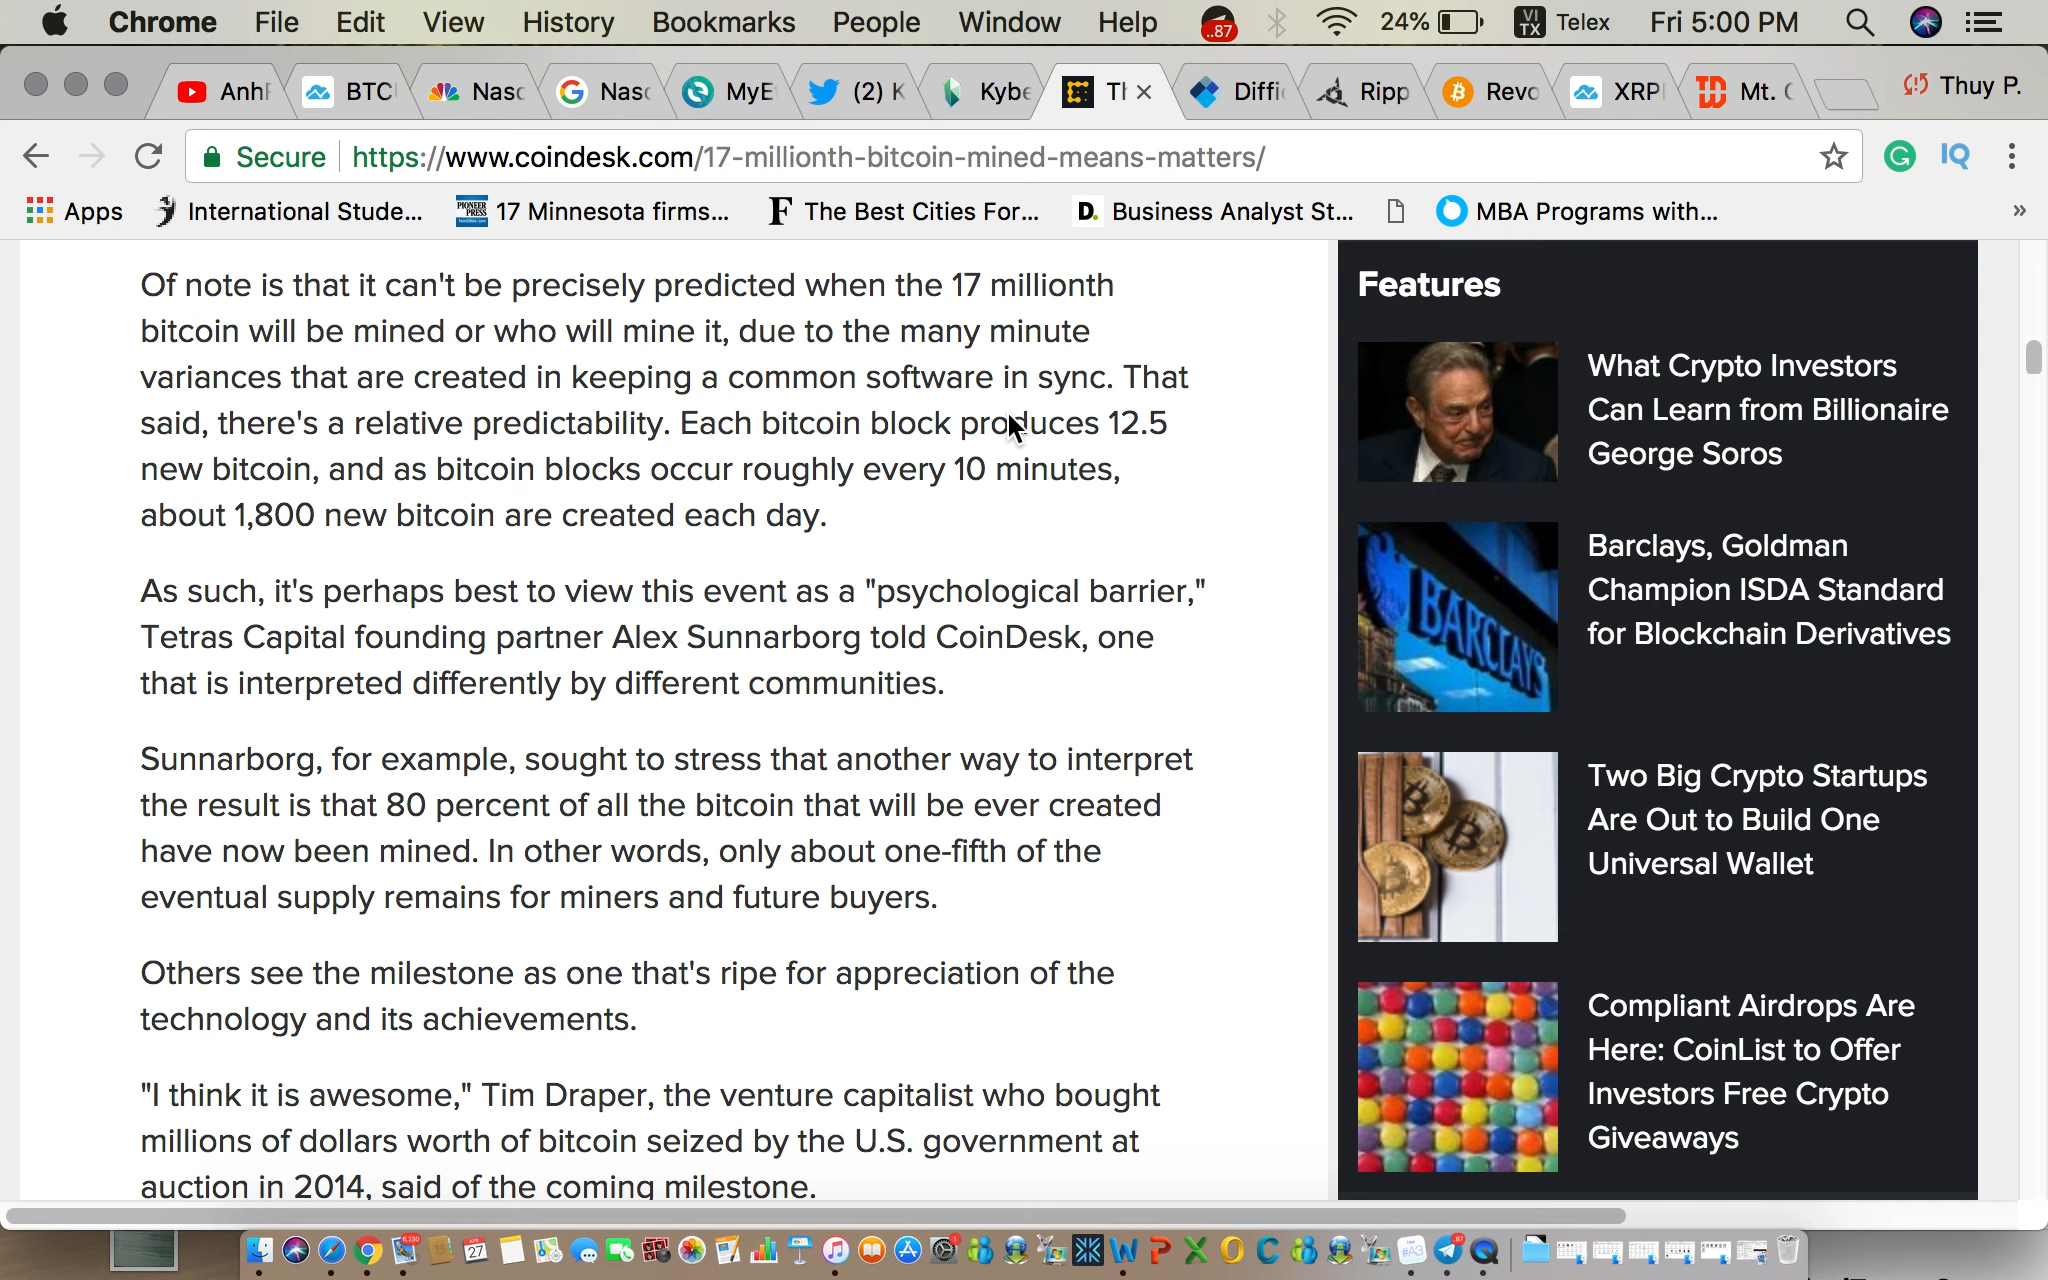 Chrome File Edit View History Bookmarks People Window Help ..87 24% VI TX Telex Fri 5:00 PM
Anh BTC Nasd Nasd MyE (2) K Kybe Th Diffi Ripp Revo XRP Mt. Thuy P.
Secure https://www.coindesk.com/17-millionth-bitcoin-mined-means-matters/ IQ
Apps International Stude... PIONEER PRESS 17 Minnesota firms... F The Best Cities For... D. Business Analyst St... MBA Programs with... »
Of note is that it can't be precisely predicted when the 17 millionth
bitcoin will be mined or who will mine it, due to the many minute
variances that are created in keeping a common software in sync. That
said, there's a relative predictability. Each bitcoin block produces 12.5
new bitcoin, and as bitcoin blocks occur roughly every 10 minutes,
about 1,800 new bitcoin are created each day.
As such, it's perhaps best to view this event as a "psychological barrier,"
Tetras Capital founding partner Alex Sunnarborg told CoinDesk, one
that is interpreted differently by different communities.
Sunnarborg, for example, sought to stress that another way to interpret
the result is that 80 percent of all the bitcoin that will be ever created
have now been mined. In other words, only about one-fifth of the
eventual supply remains for miners and future buyers.
Others see the milestone as one that's ripe for appreciation of the
technology and its achievements.
"I think it is awesome," Tim Draper, the venture capitalist who bought
millions of dollars worth of bitcoin seized by the U.S. government at
auction in 2014, said of the coming milestone.
Features
What Crypto Investors
Can Learn from Billionaire
George Soros
BARCLAYS
Barclays, Goldman
Champion ISDA Standard
for Blockchain Derivatives
Two Big Crypto Startups
Are Out to Build One
Universal Wallet
Compliant Airdrops Are
Here: CoinList to Offer
Investors Free Crypto
Giveaways
27